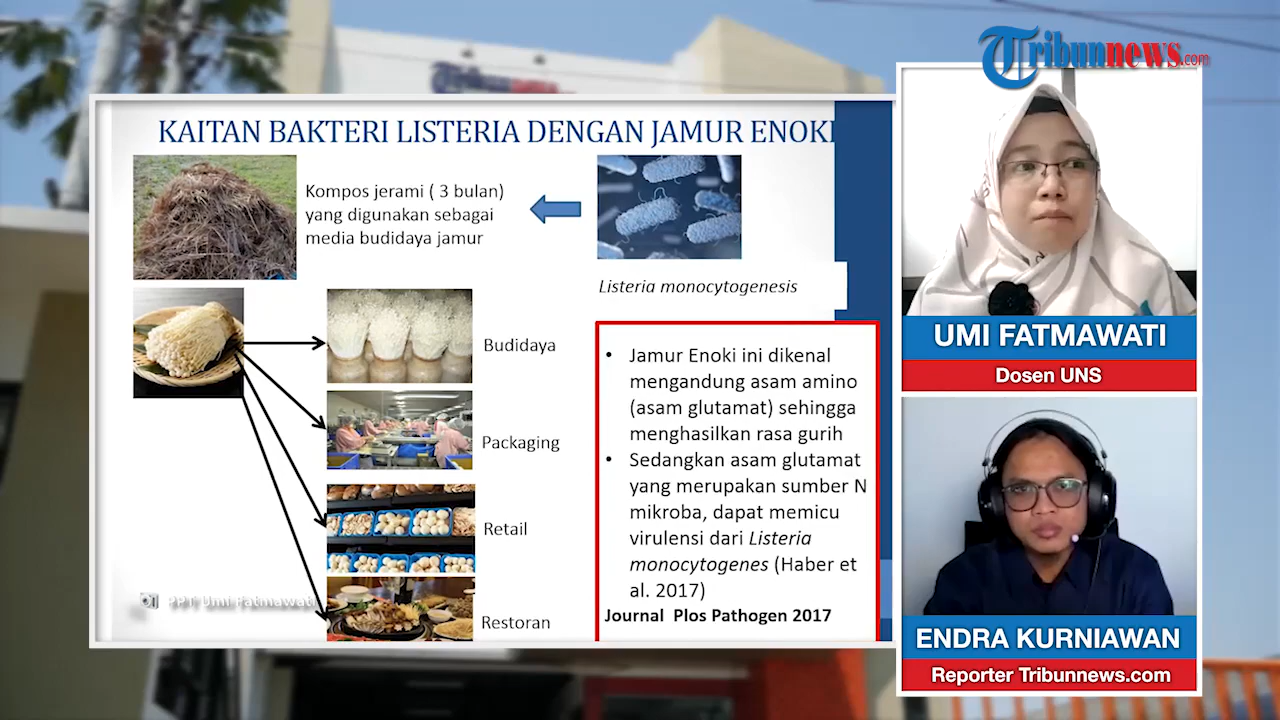 Tribunnews.com
KAITAN BAKTERI LISTERIA DENGAN JAMUR ENOKI
Kompos jerami ( 3 bulan)
yang digunakan sebagai
media budidaya jamur
Listeria monocytogenesis
Budidaya
Packaging
Retail
Restoran
• Jamur Enoki ini dikenal
mengandung asam amino
(asam glutamat) sehingga
menghasilkan rasa gurih
• Sedangkan asam glutamat
yang merupakan sumber N
mikroba, dapat memicu
virulensi dari Listeria
monocytogenes (Haber et
al. 2017)
Journal Plos Pathogen 2017
PPT Umi Fatmawati
UMI FATMAWATI
Dosen UNS
ENDRA KURNIAWAN
Reporter Tribunnews.com